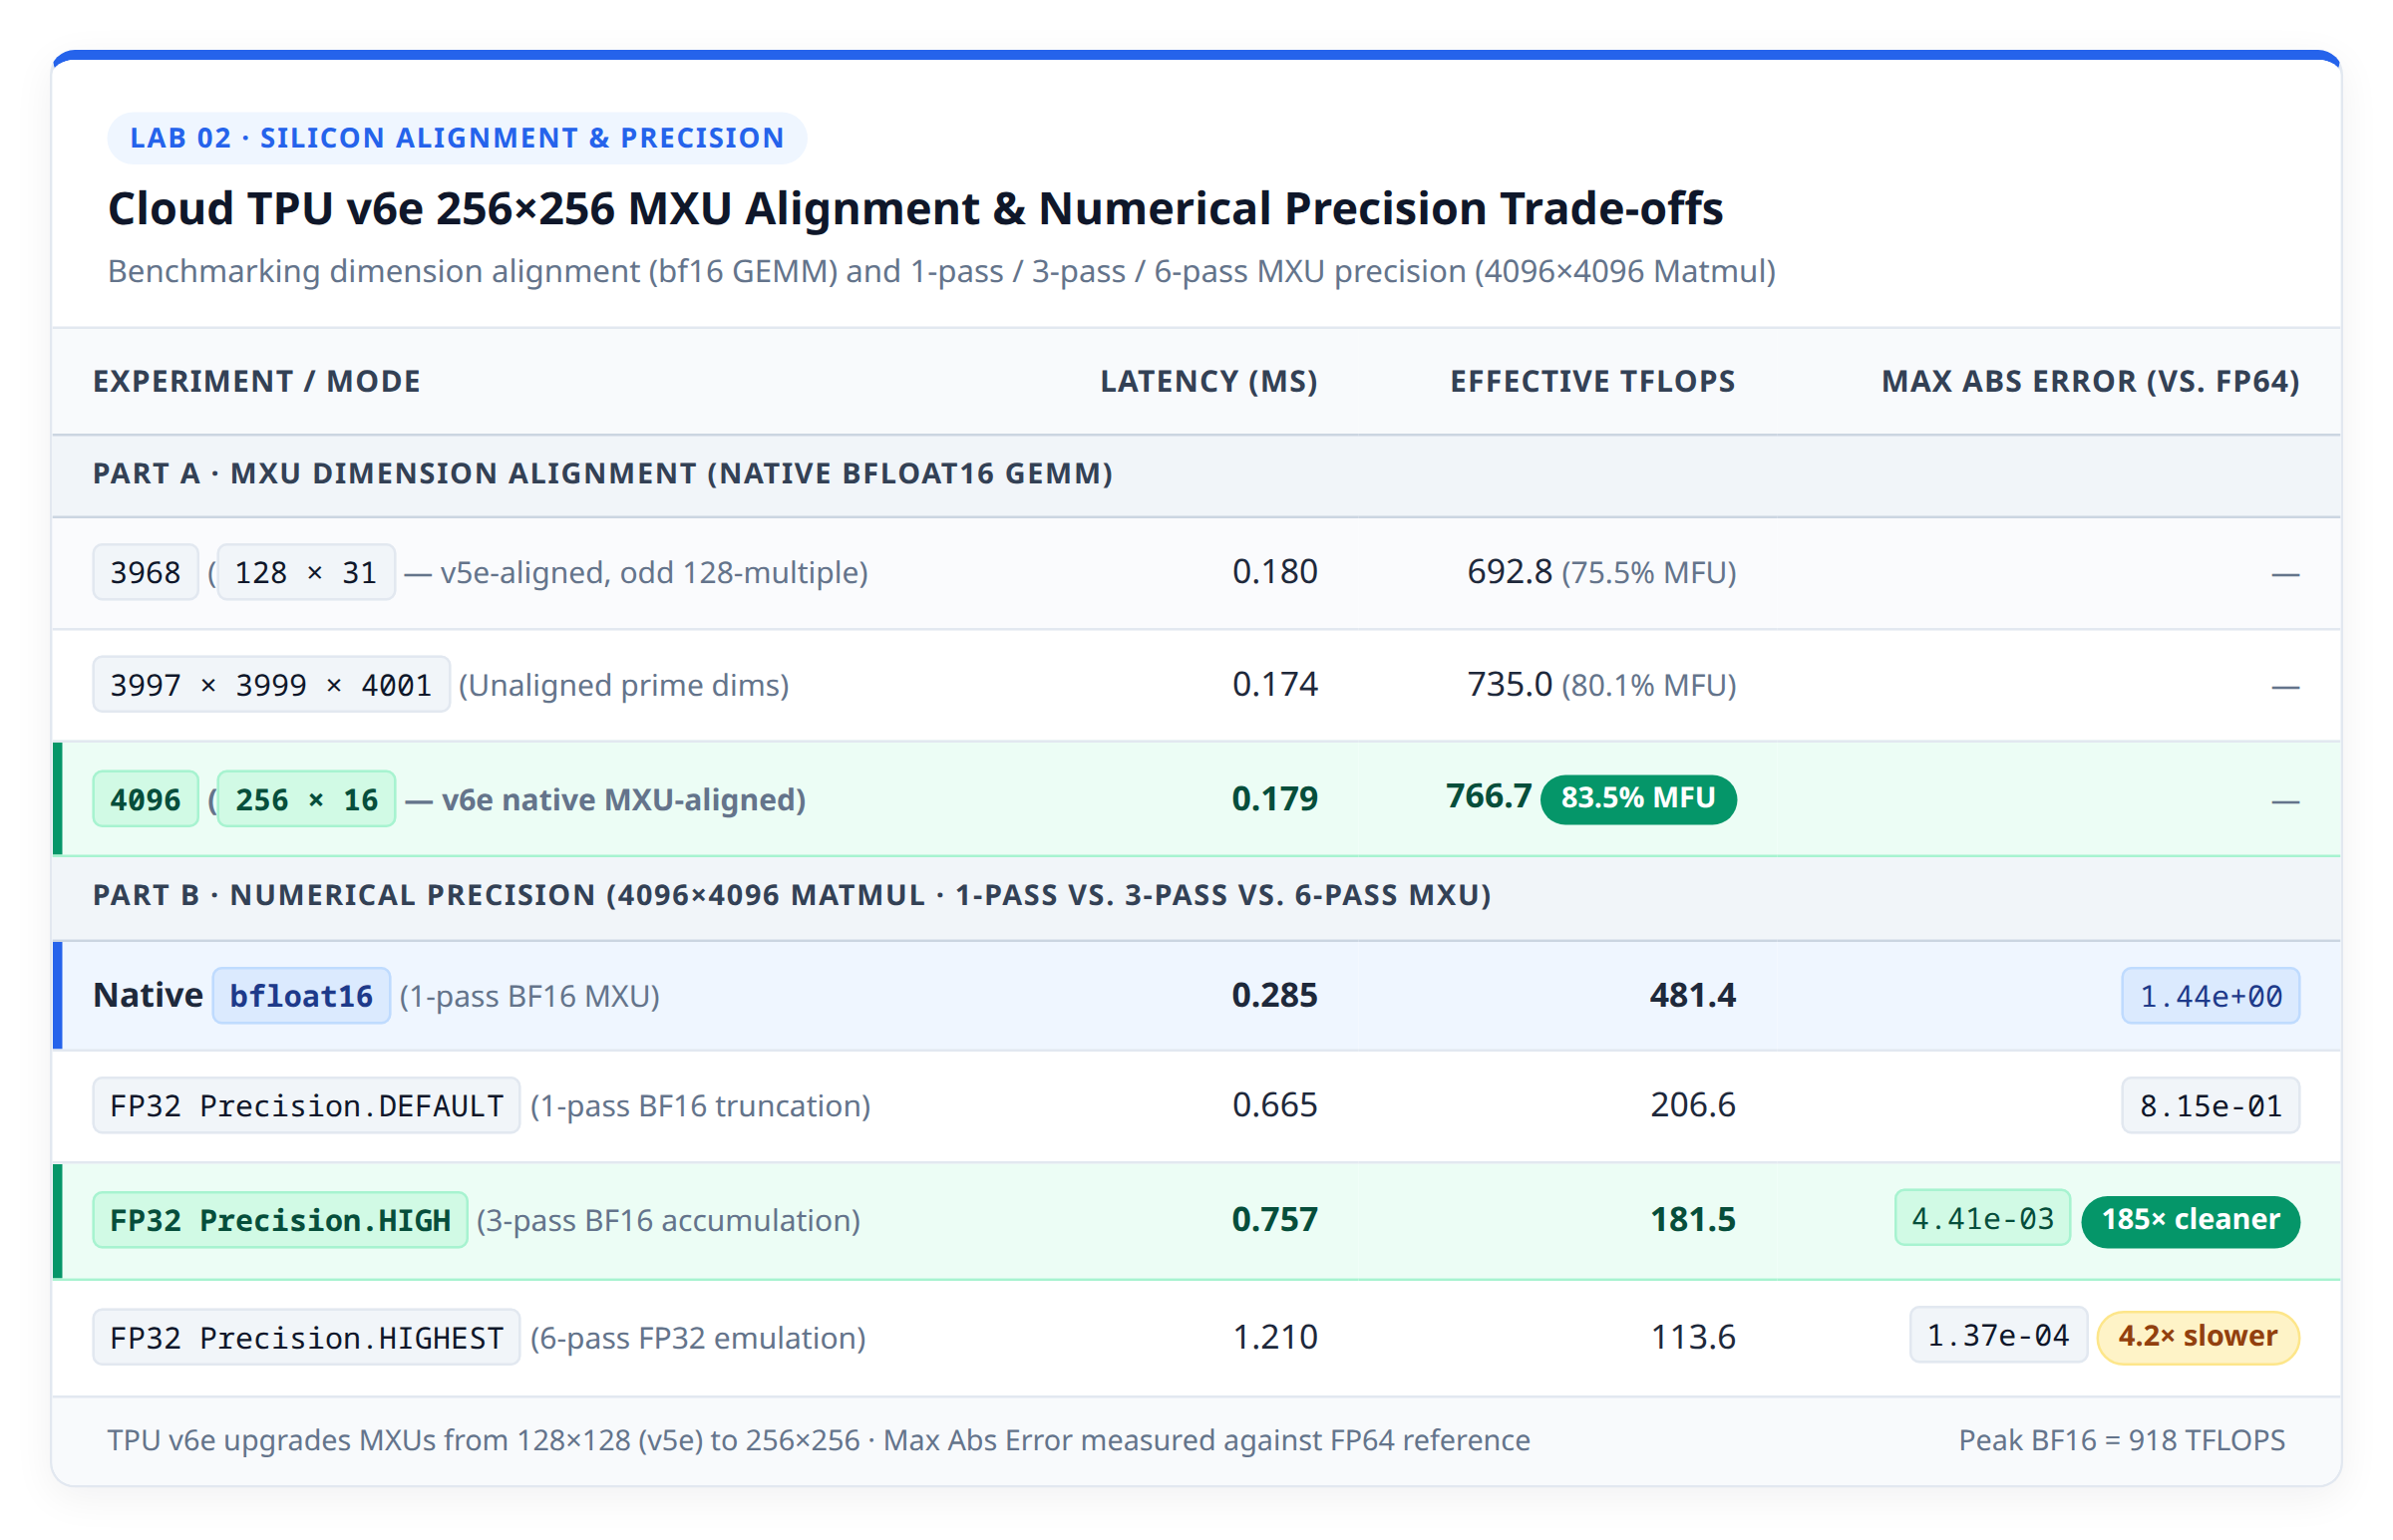 LAB 02 · SILICON ALIGNMENT & PRECISION
Cloud TPU v6e 256×256 MXU Alignment & Numerical Precision Trade-offs
Benchmarking dimension alignment (bf16 GEMM) and 1-pass / 3-pass / 6-pass MXU precision (4096×4096 Matmul)
EXPERIMENT / MODE LATENCY (MS) EFFECTIVE TFLOPS MAX ABS ERROR (VS. FP64)
PART A · MXU DIMENSION ALIGNMENT (NATIVE BFLOAT16 GEMM)
3968 (128 × 31 — v5e-aligned, odd 128-multiple) 0.180 692.8 (75.5% MFU) —
3997 × 3999 × 4001 (Unaligned prime dims) 0.174 735.0 (80.1% MFU) —
4096 (256 × 16 — v6e native MXU-aligned) 0.179 766.7 83.5% MFU —
PART B · NUMERICAL PRECISION (4096×4096 MATMUL · 1-PASS VS. 3-PASS VS. 6-PASS MXU)
Native bfloat16 (1-pass BF16 MXU) 0.285 481.4 1.44e+00
FP32 Precision.DEFAULT (1-pass BF16 truncation) 0.665 206.6 8.15e-01
FP32 Precision.HIGH (3-pass BF16 accumulation) 0.757 181.5 4.41e-03 185× cleaner
FP32 Precision.HIGHEST (6-pass FP32 emulation) 1.210 113.6 1.37e-04 4.2× slower
TPU v6e upgrades MXUs from 128×128 (v5e) to 256×256 · Max Abs Error measured against FP64 reference Peak BF16 = 918 TFLOPS